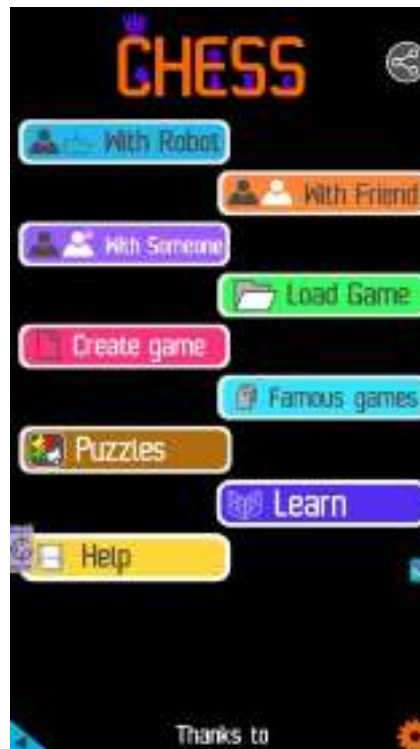 CHESS
With Robot
With Friend
With Someone
Load Game
Create game
Famous games
Puzzles
Learn
Help
Thanks to